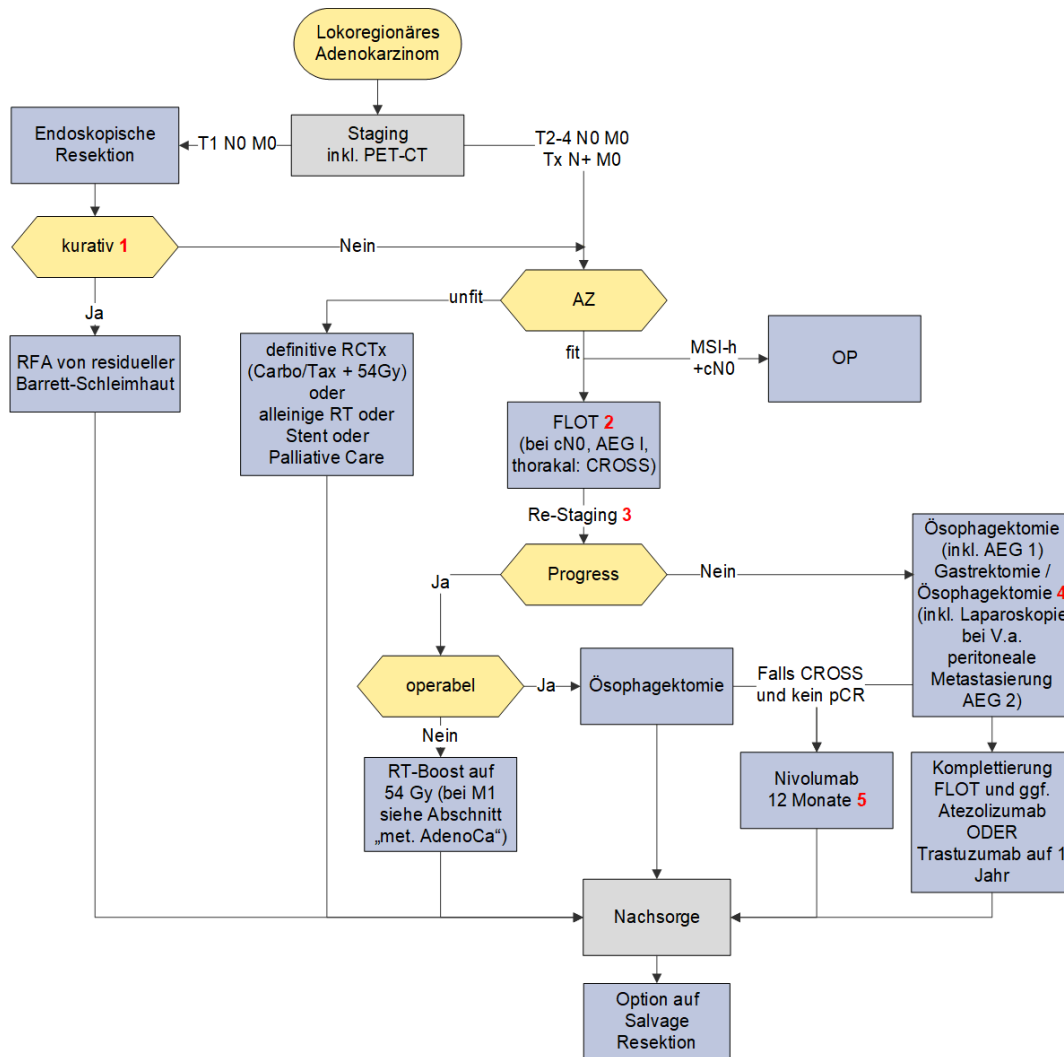 Lokoregionäres
Adenokarzinom
Staging
inkl. PET-CT
T1 N0 M0
Endoskopische
Resektion
T2-4 N0 M0
Tx N+ M0
kurativ 1
Nein
Ja
RFA von residueller
Barrett-Schleimhaut
AZ
unfit
definitive RCTx
(Carbo/Tax + 54Gy)
oder
alleinige RT oder
Stent oder
Palliative Care
fit
MSI-h
+cN0
OP
FLOT 2
(bei cN0, AEG I,
thorakal: CROSS)
Re-Staging 3
Progress
Ja
Nein
Ösophagektomie
(inkl. AEG 1)
Gastrektomie /
Ösophagektomie 4
(inkl. Laparoskopie
bei V.a.
peritoneale
Metastasierung
AEG 2)
operabel
Ja
Ösophagektomie
Falls CROSS
und kein pCR
Nein
RT-Boost auf
54 Gy (bei M1
siehe Abschnitt
„met. AdenoCa“)
Nivolumab
12 Monate 5
Komplettierung
FLOT und ggf.
Atezolizumab
ODER
Trastuzumab auf 1
Jahr
Nachsorge
Option auf
Salvage
Resektion